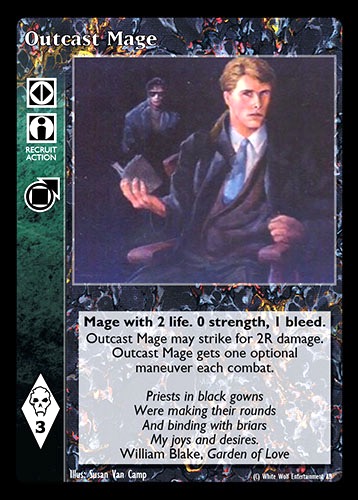 Outcast Mage
RECRUIT
ACTION
Mage with 2 life. 0 strength, 1 bleed.
Outcast Mage may strike for 2R damage.
Outcast Mage gets one optional
maneuver each combat.
Priests in black gowns
Were making their rounds
And binding with briars
My joys and desires.
William Blake, Garden of Love
3
Illus: Susan Van Camp
(C) White Wolf Entertainment AB